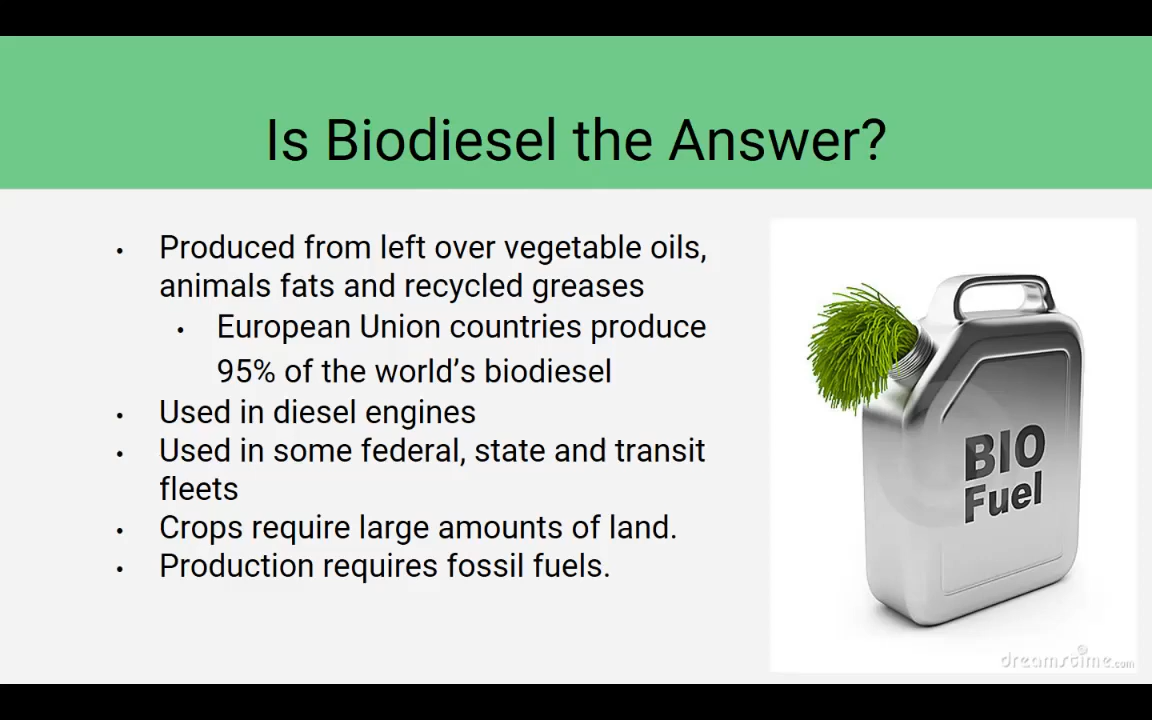 Is Biodiesel the Answer?
• Produced from left over vegetable oils,
animals fats and recycled greases
• European Union countries produce
95% of the world’s biodiesel
• Used in diesel engines
• Used in some federal, state and transit
fleets
• Crops require large amounts of land.
• Production requires fossil fuels.
BIO
Fuel
dreamstime.com